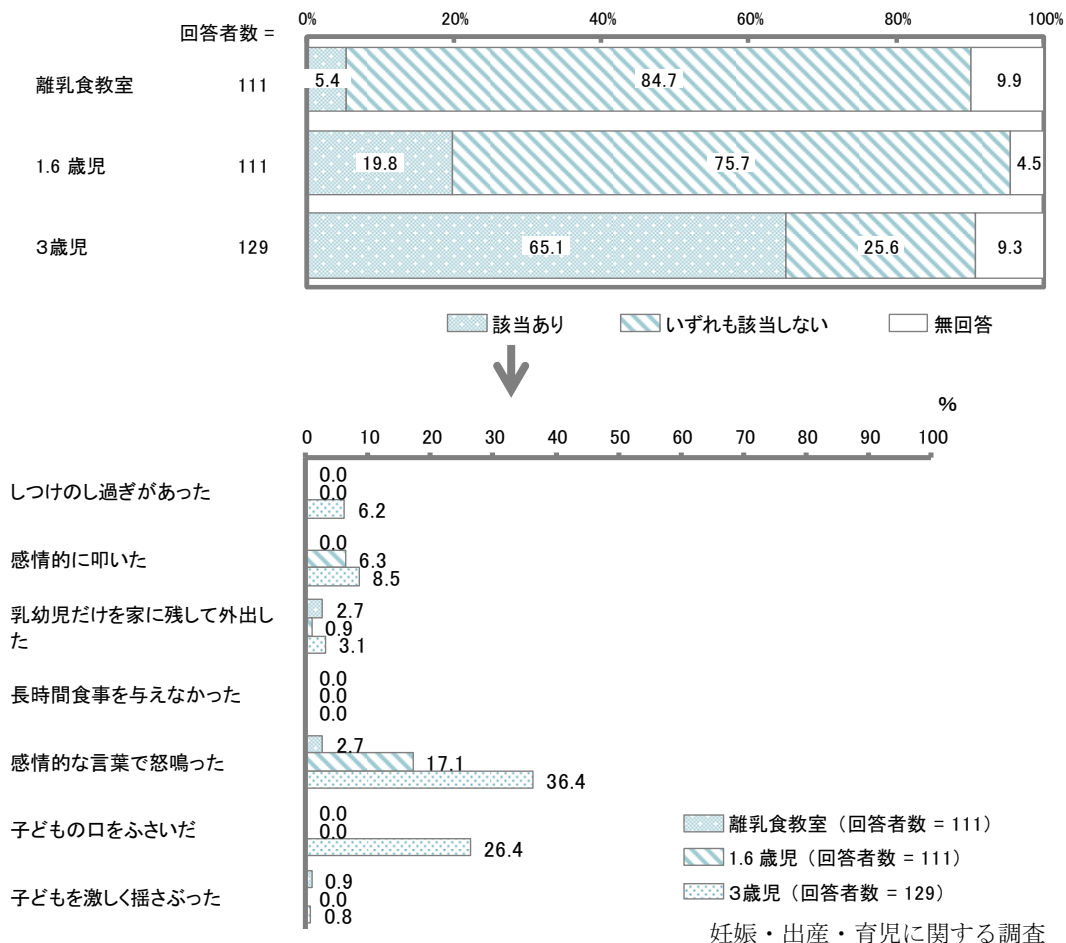 0% 20% 40% 60% 80% 100%
回答者数 =
離乳食教室 111 5.4 84.7 9.9
1.6 歳児 111 19.8 75.7 4.5
3歳児 129 65.1 25.6 9.3
該当あり いずれも該当しない 無回答
%
0 10 20 30 40 50 60 70 80 90 100
しつけのし過ぎがあった
0.0
0.0
6.2
感情的に叩いた
0.0
6.3
8.5
乳幼児だけを家に残して外出し
た
2.7
0.9
3.1
長時間食事を与えなかった
0.0
0.0
0.0
感情的な言葉で怒鳴った
2.7
17.1
36.4
子どもの口をふさいだ
0.0
0.0
26.4
子どもを激しく揺さぶった
0.9
0.0
0.8
離乳食教室（回答者数 = 111）
1.6 歳児（回答者数 = 111）
3歳児（回答者数 = 129）
妊娠・出産・育児に関する調査